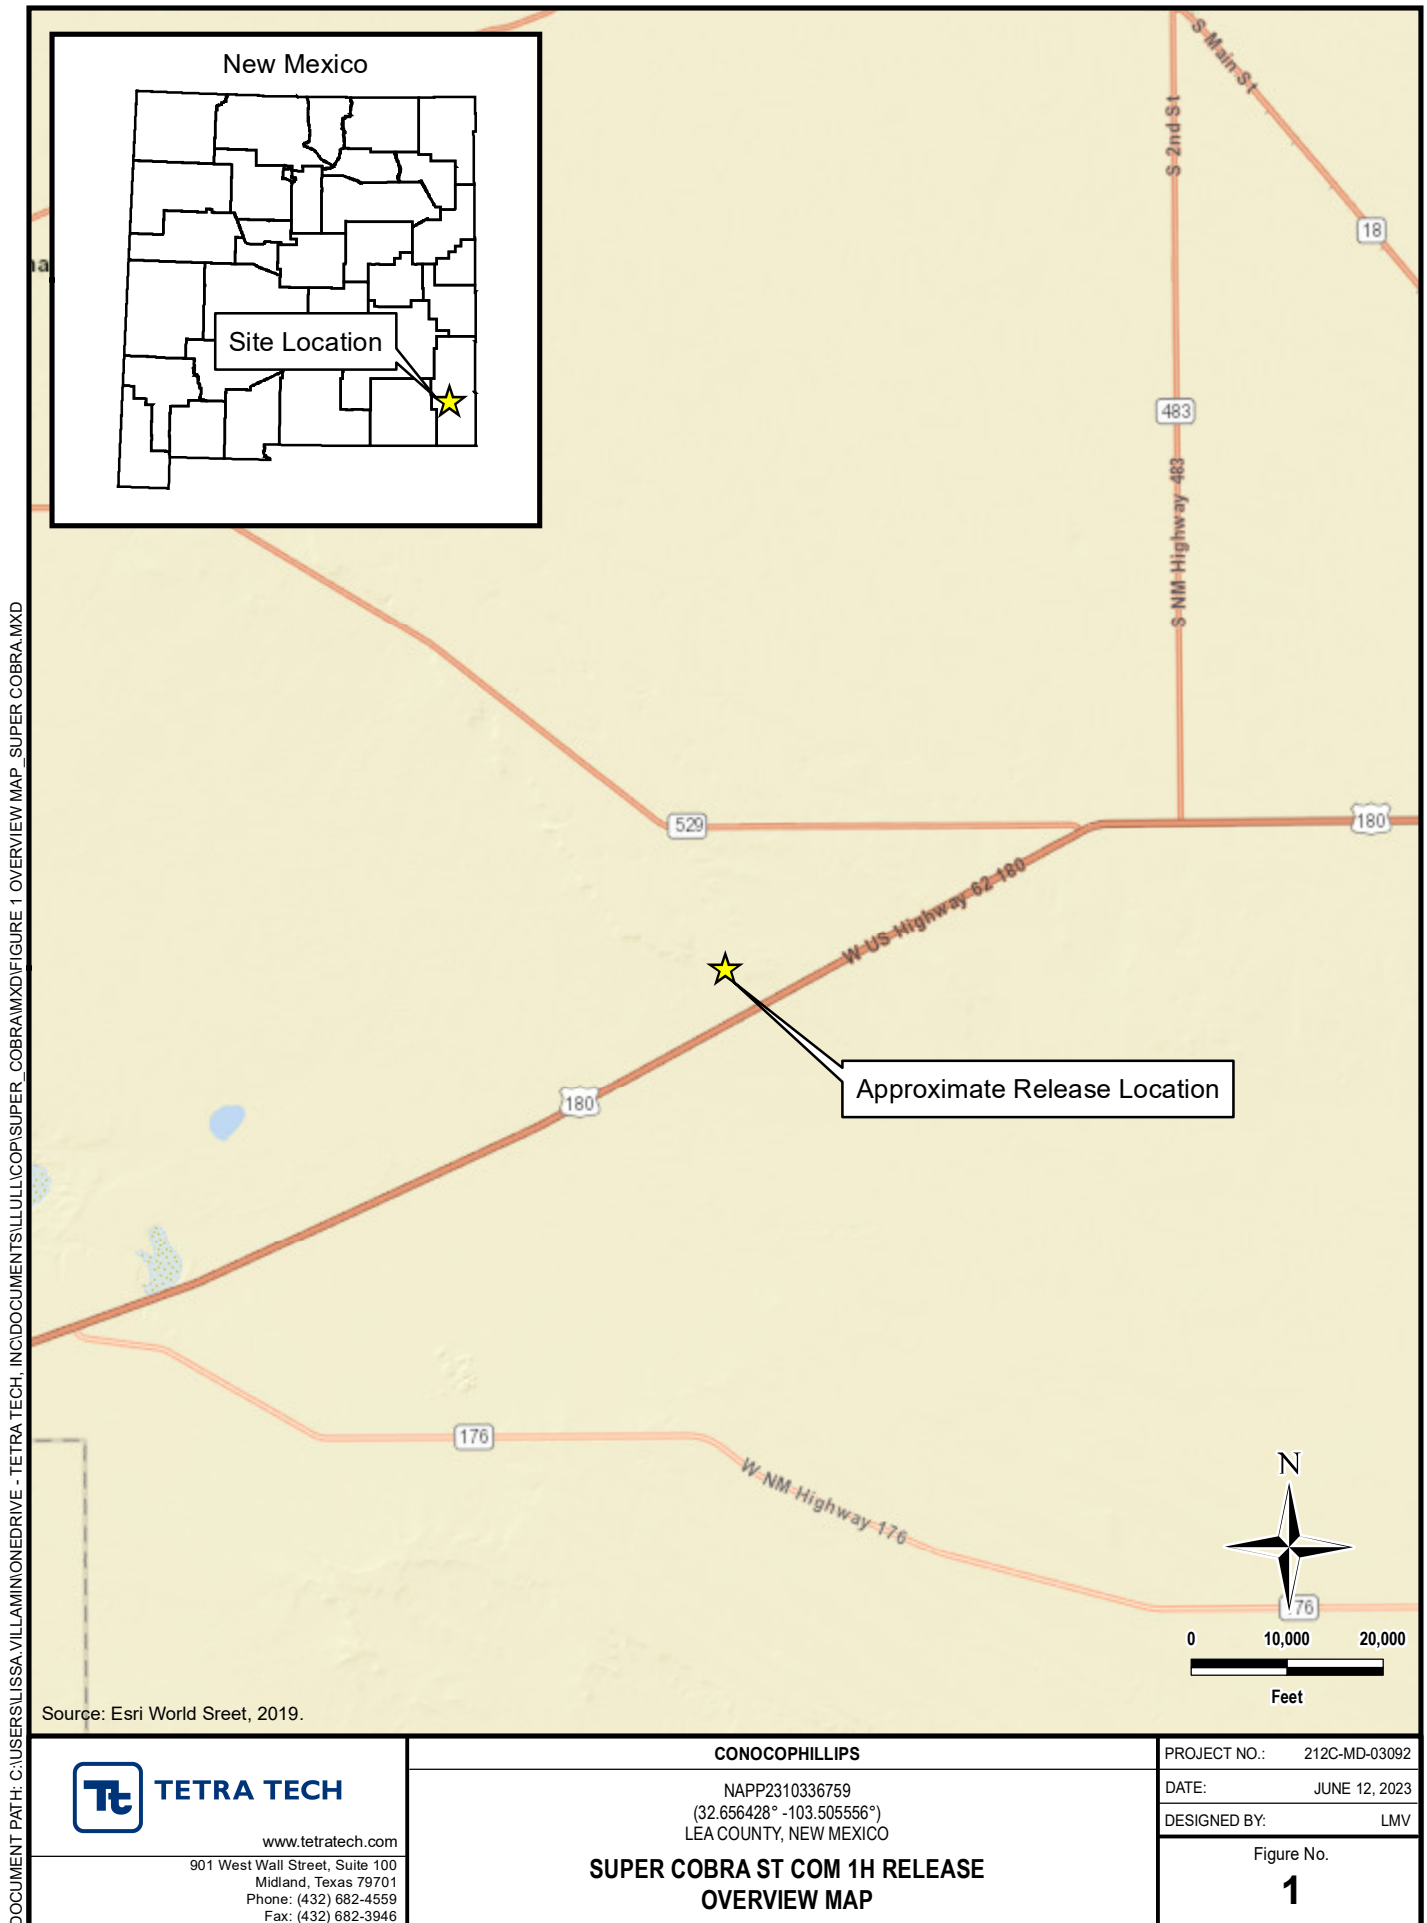 New Mexico
Site Location
S Main St
S 2nd St
18
483
S NM Highway 483
529
180
W US Highway 62 180
Approximate Release Location
180
176
W NM Highway 176
N
76
0 10,000 20,000
Feet
Source: Esri World Sreet, 2019.
DOCUMENT PATH: C:\USERS\LISSA.VILLAMIN\ONEDRIVE - TETRA TECH, INC\DOCUMENTS\LLULL\COP\SUPER_COBRA\MXD\FIGURE 1 OVERVIEW MAP_SUPER COBRA.MXD
Tt TETRA TECH
www.tetratech.com
901 West Wall Street, Suite 100
Midland, Texas 79701
Phone: (432) 682-4559
Fax: (432) 682-3946
CONOCOPHILLIPS
NAPP2310336759
(32.656428° -103.505556°)
LEA COUNTY, NEW MEXICO
SUPER COBRA ST COM 1H RELEASE
OVERVIEW MAP
PROJECT NO.: 212C-MD-03092
DATE: JUNE 12, 2023
DESIGNED BY: LMV
Figure No.
1